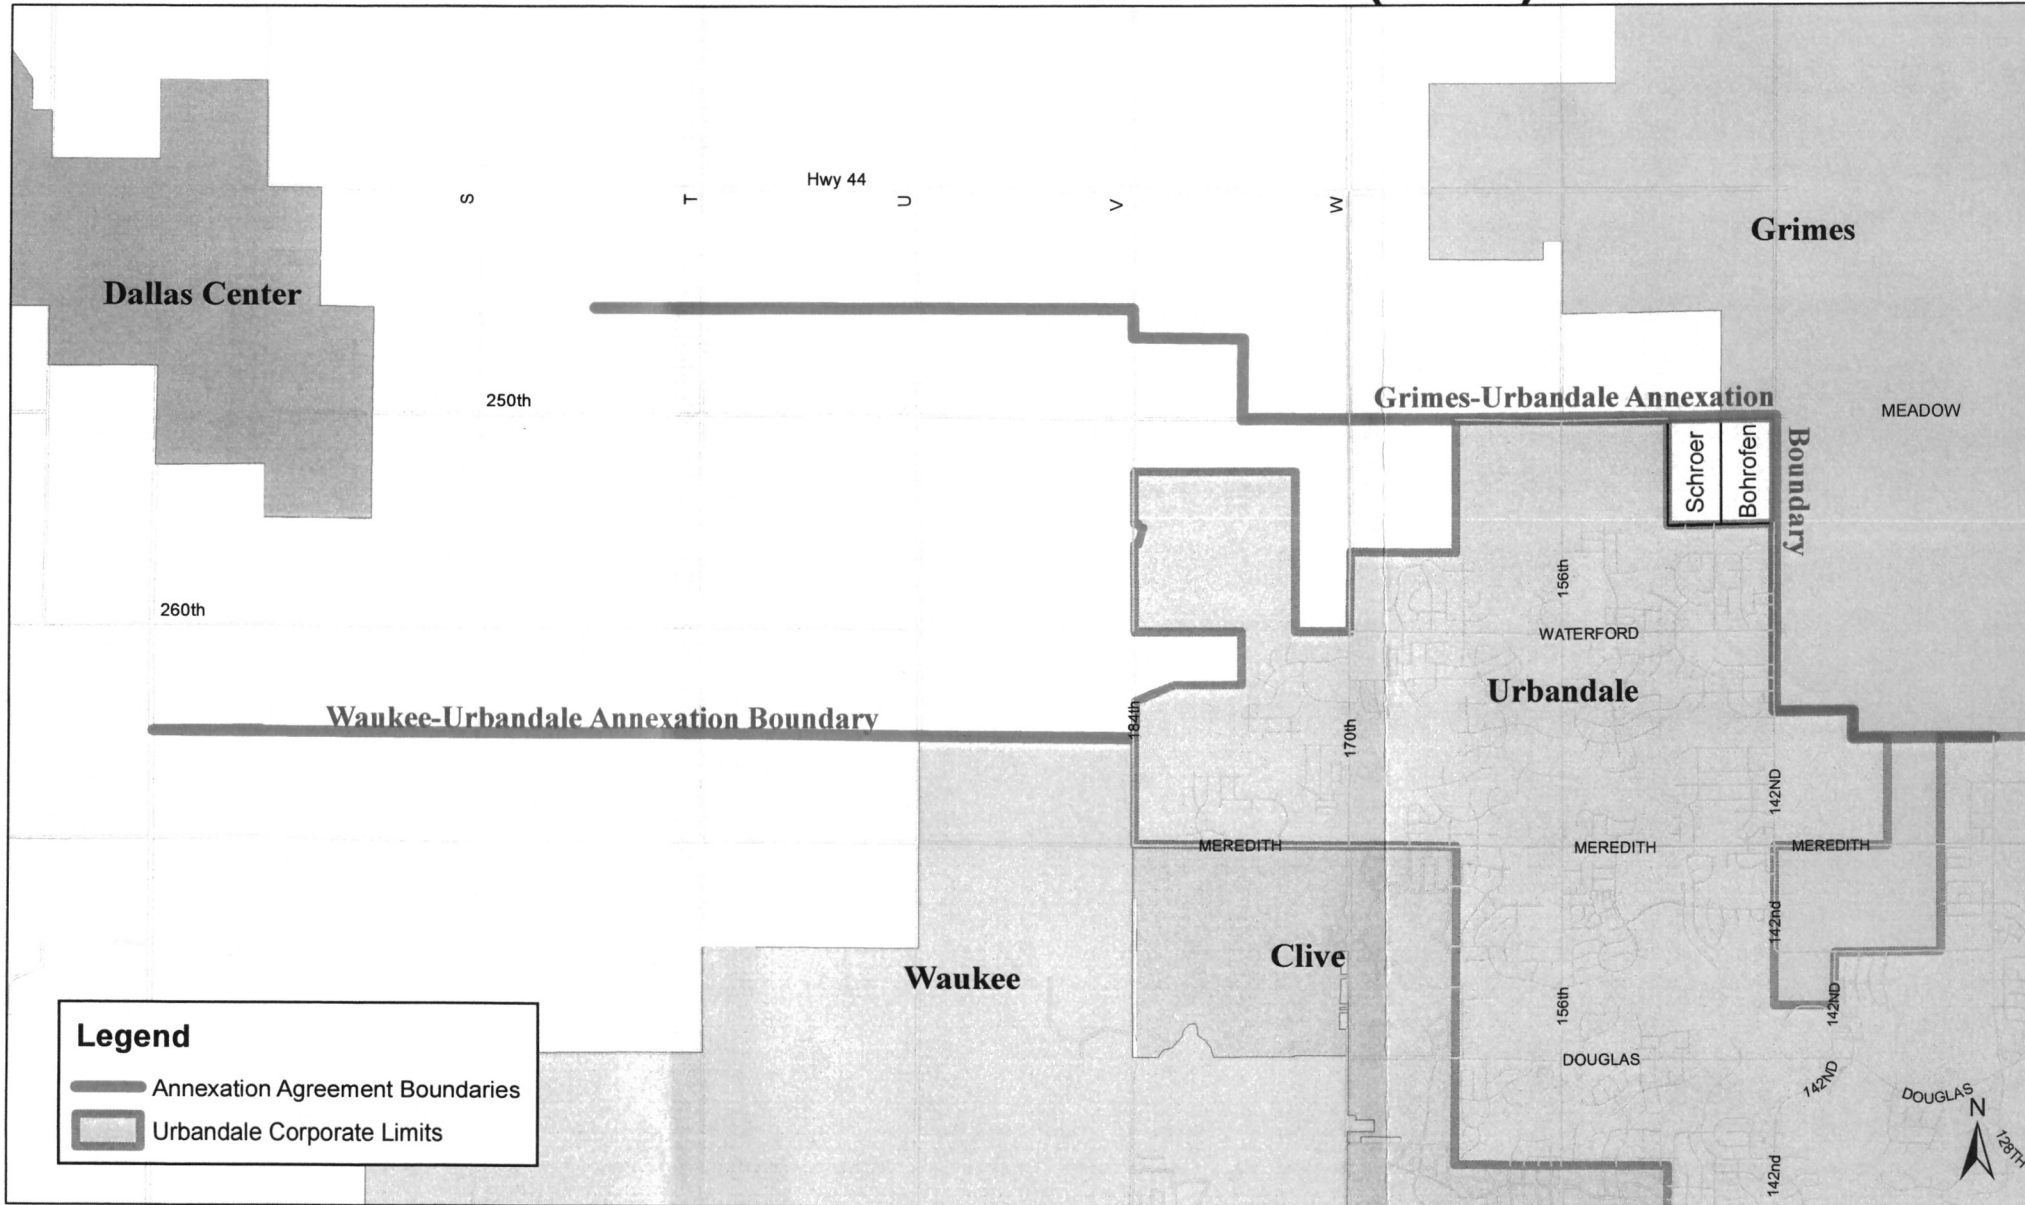 Hwy 44
S
T
U
V
W
Grimes
Dallas Center
250th
Grimes-Urbandale Annexation
Boundary
MEADOW
Schroer
Bohrofen
156th
260th
WATERFORD
Urbandale
Waukee-Urbandale Annexation Boundary
184th
170th
142ND
MEREDITH
MEREDITH
MEREDITH
142nd
Waukee
Clive
156th
142ND
DOUGLAS
142ND
DOUGLAS
N
128TH
142nd
Legend
Annexation Agreement Boundaries
Urbandale Corporate Limits